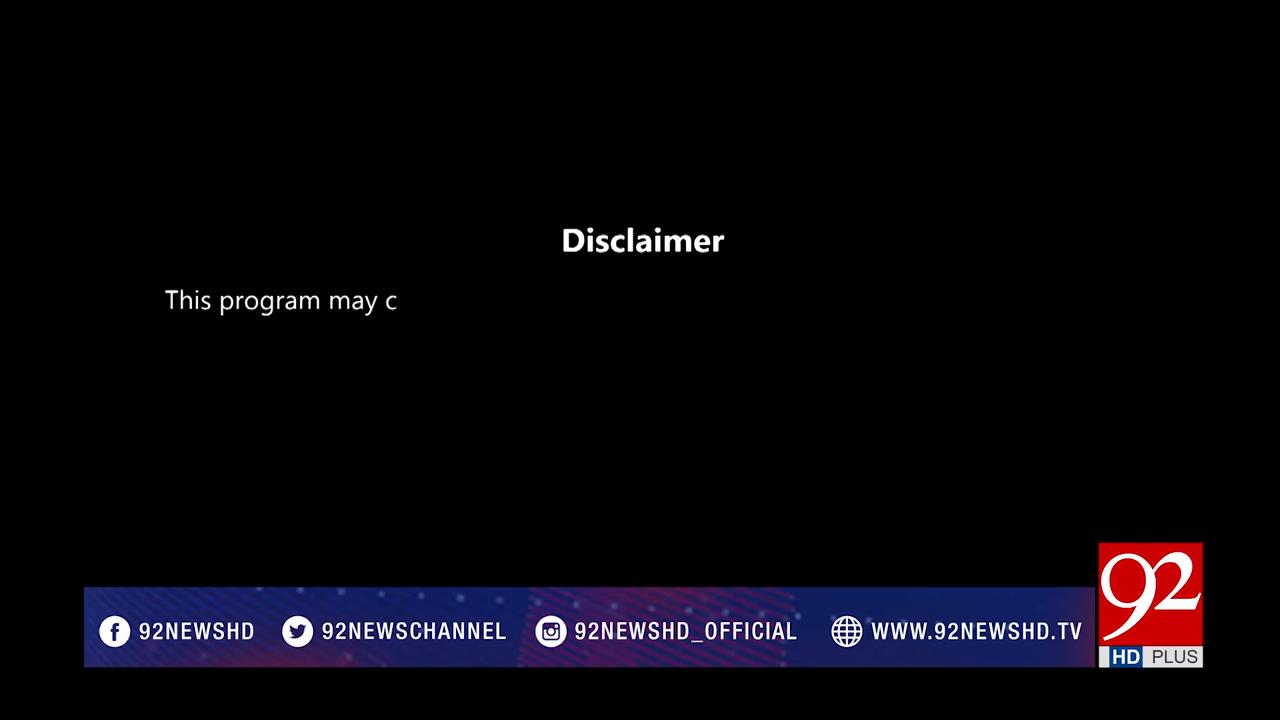 Disclaimer
This program may c
92NEWSHD 92NEWSCHANNEL 92NEWSHD_OFFICIAL WWW.92NEWSHD.TV
92
HD PLUS